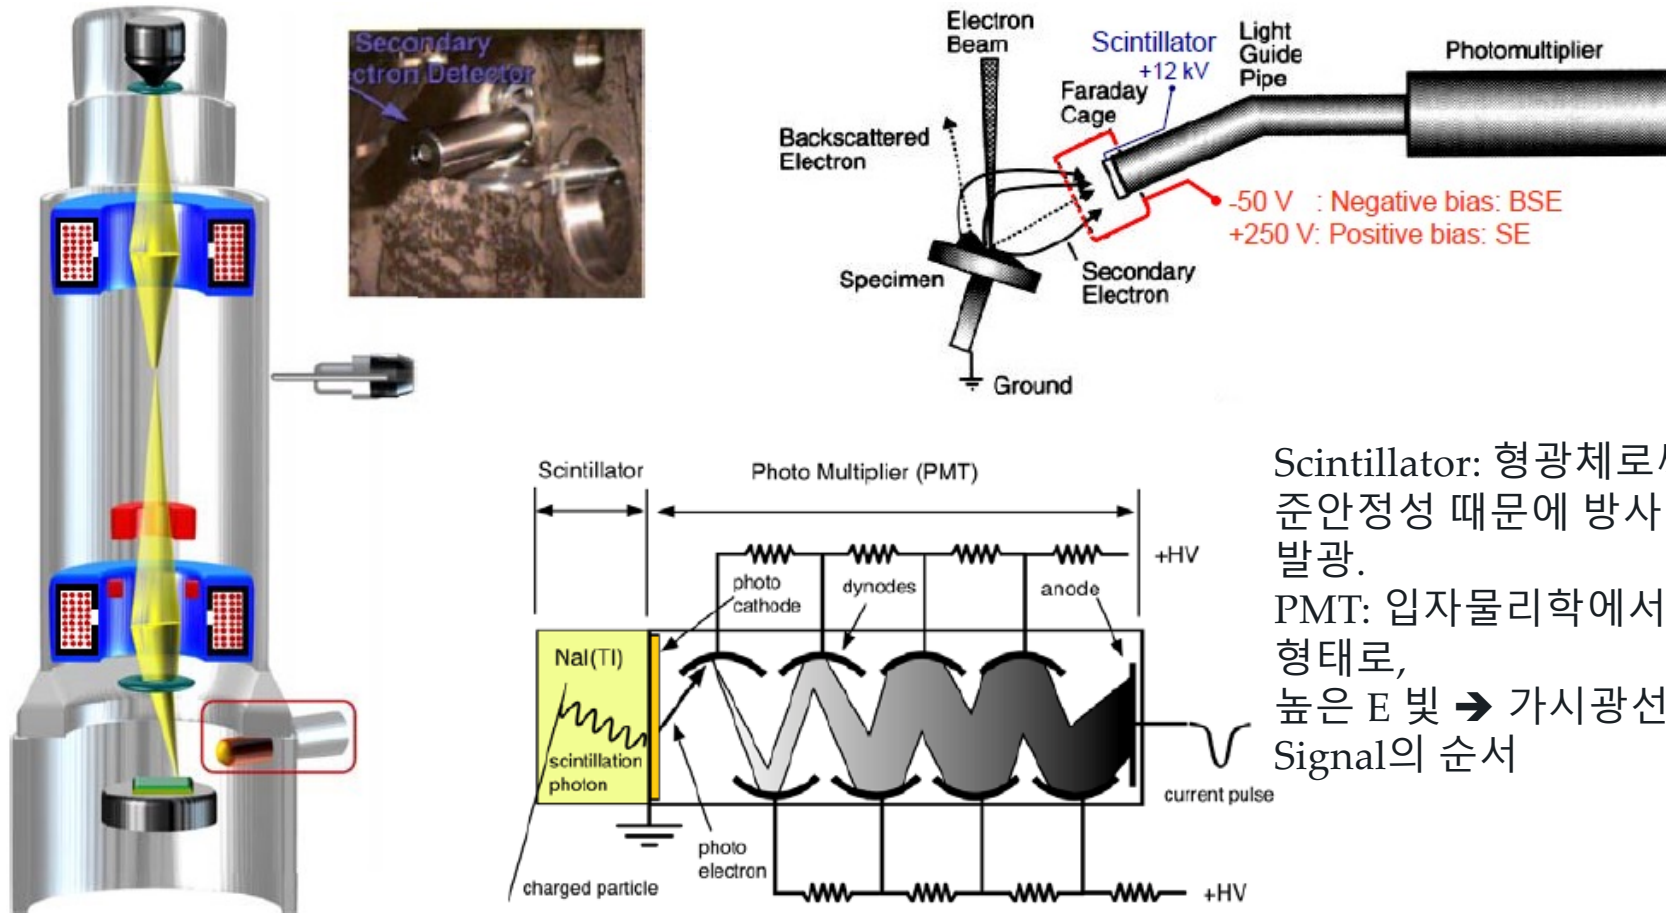 Secondary
ctron Detector
Electron
Beam
Scintillator
+12 kV
Light
Guide
Pipe
Photomultiplier
Faraday
Cage
Backscattered
Electron
-50 V : Negative bias: BSE
+250 V: Positive bias: SE
Specimen
Secondary
Electron
Ground
Scintillator
Photo Multiplier (PMT)
+HV
photo
cathode
dynodes
anode
NaI(Tl)
scintillation
photon
current pulse
photo
electron
charged particle
+HV
Scintillator: 형광체로써
준안정성 때문에 방사
발광.
PMT: 입자물리학에서
형태로,
높은 E 빛 ➔ 가시광선
Signal의 순서